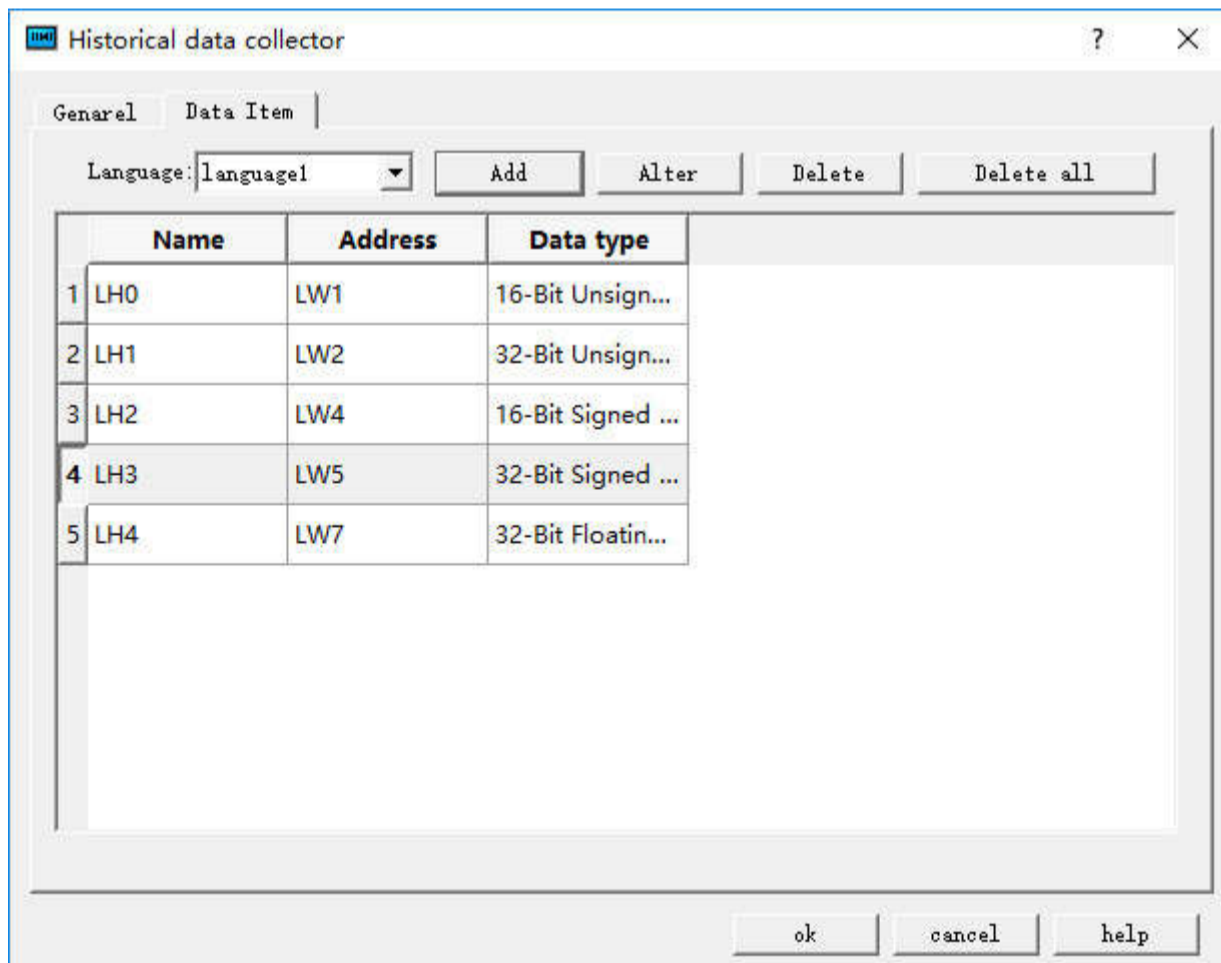 Historical data collector ?
Genarel Data Item
Language: language1 Add Alter Delete Delete all
Name Address Data type
1 LH0 LW1 16-Bit Unsign...
2 LH1 LW2 32-Bit Unsign...
3 LH2 LW4 16-Bit Signed ...
4 LH3 LW5 32-Bit Signed ...
5 LH4 LW7 32-Bit Floatin...
ok cancel help